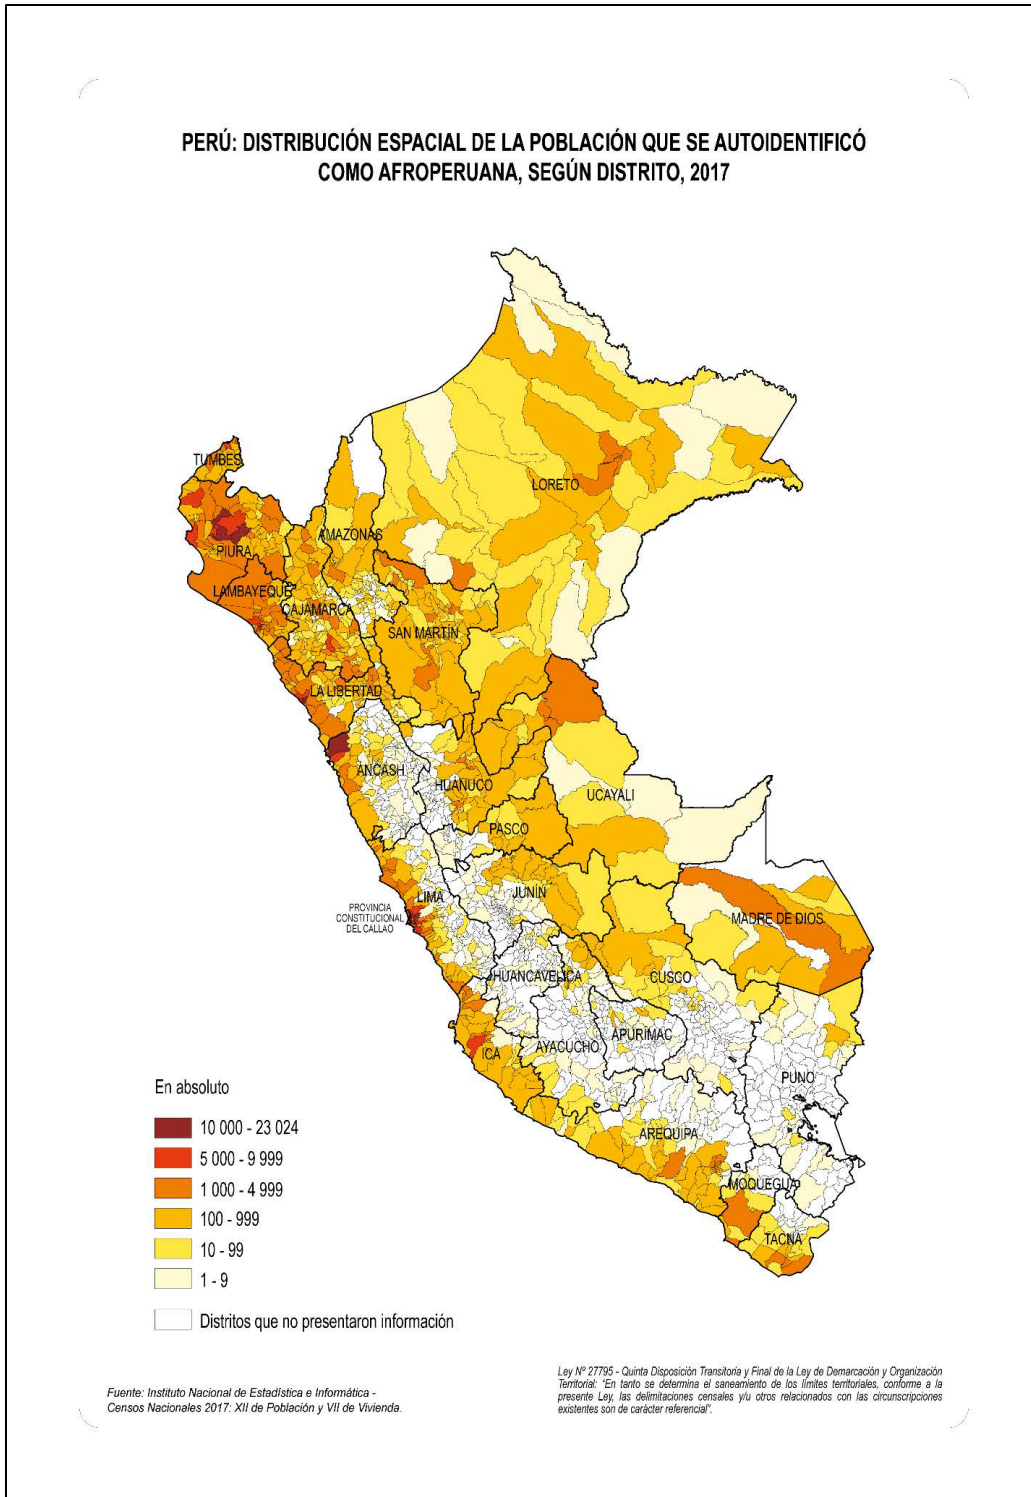 PERÚ: DISTRIBUCIÓN ESPACIAL DE LA POBLACIÓN QUE SE AUTOIDENTIFICÓ
COMO AFROPERUANA, SEGÚN DISTRITO, 2017
TUMBES
LORETO
AMAZONAS
PIURA
LAMBAYEQUE
CAJAMARCA
SAN MARTÍN
LA LIBERTAD
ANCASH
HUANUCO
UCAYALI
PASCO
LIMA
JUNÍN
PROVINCIA
CONSTITUCIONAL
DEL CALLAO
MADRE DE DIOS
HUANCAVELICA
CUSCO
ICA
AYACUCHO
APURÍMAC
PUNO
AREQUIPA
MOQUEGUA
TACNA
En absoluto
10 000 - 23 024
5 000 - 9 999
1 000 - 4 999
100 - 999
10 - 99
1 - 9
Distritos que no presentaron información
Fuente: Instituto Nacional de Estadística e Informática -
Censos Nacionales 2017: XII de Población y VII de Vivienda.
Ley Nº 27795 - Quinta Disposición Transitoria y Final de la Ley de Demarcación y Organización
Territorial: "En tanto se determina el saneamiento de los límites territoriales, conforme a la
presente Ley, las delimitaciones censales y/u otros relacionados con las circunscripciones
existentes son de carácter referencial".